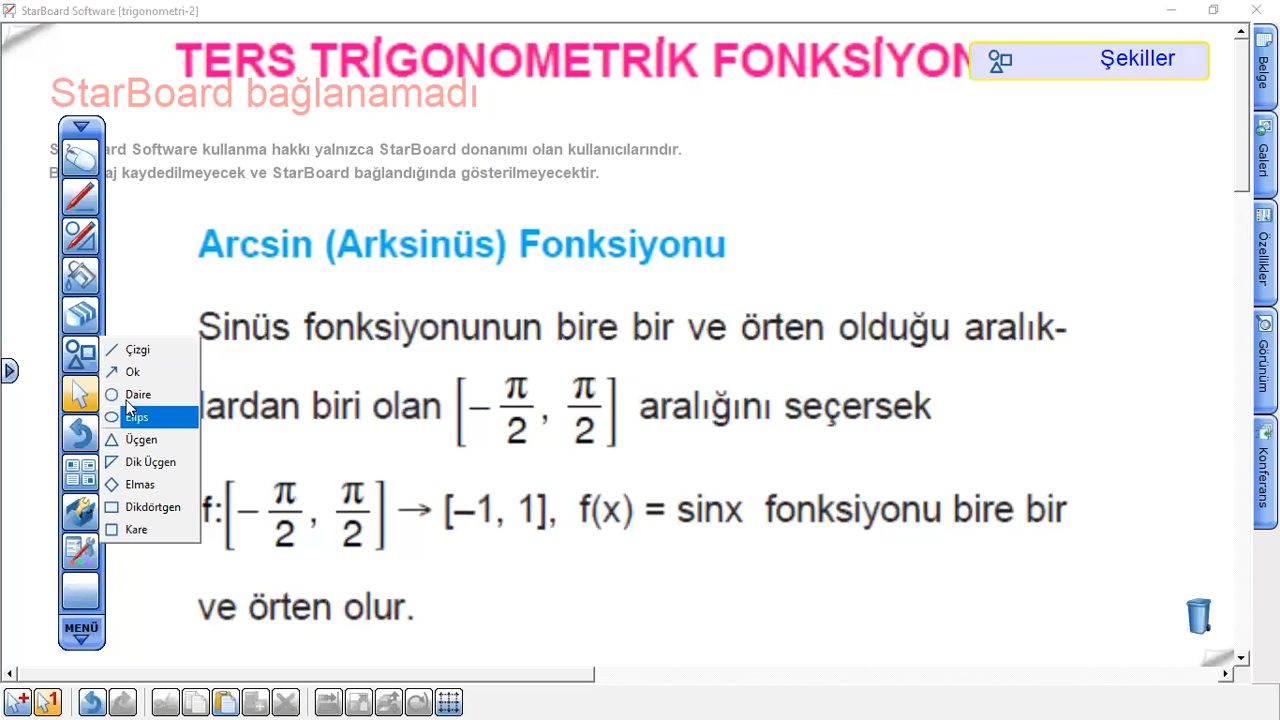 StarBoard Software [trigonometri-2]
TERS TRİGONOMETRİK FONKSİYON
Şekiller
StarBoard bağlanamadı
Software kullanma hakkı yalnızca StarBoard donanımı olan kullanıcılarındır.
kaydedilmeyecek ve StarBoard bağlandığında gösterilmeyecektir.
Arcsin (Arksinüs) Fonksiyonu
Sinüs fonksiyonunun bire bir ve örten olduğu aralık-
lardan biri olan [-π/2, π/2] aralığını seçersek
f:[-π/2, π/2] → [–1, 1], f(x) = sinx fonksiyonu bire bir
ve örten olur.
Çizgi
Ok
Daire
Elips
Üçgen
Dik Üçgen
Elmas
Dikdörtgen
Kare
MENÜ
Belge
Galeri
Özellikler
Görünüm
Konferans
1